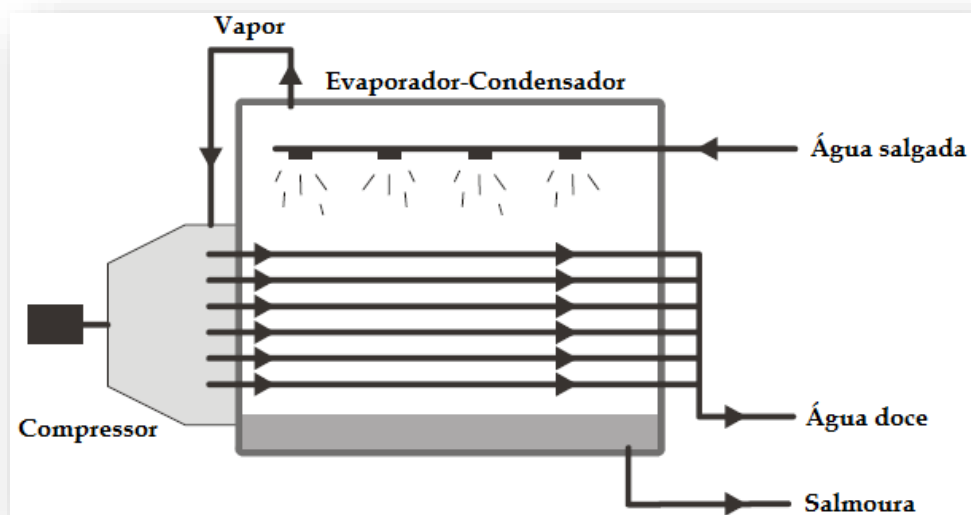 Vapor
Evaporador-Condensador
Água salgada
Compressor
Água doce
Salmoura